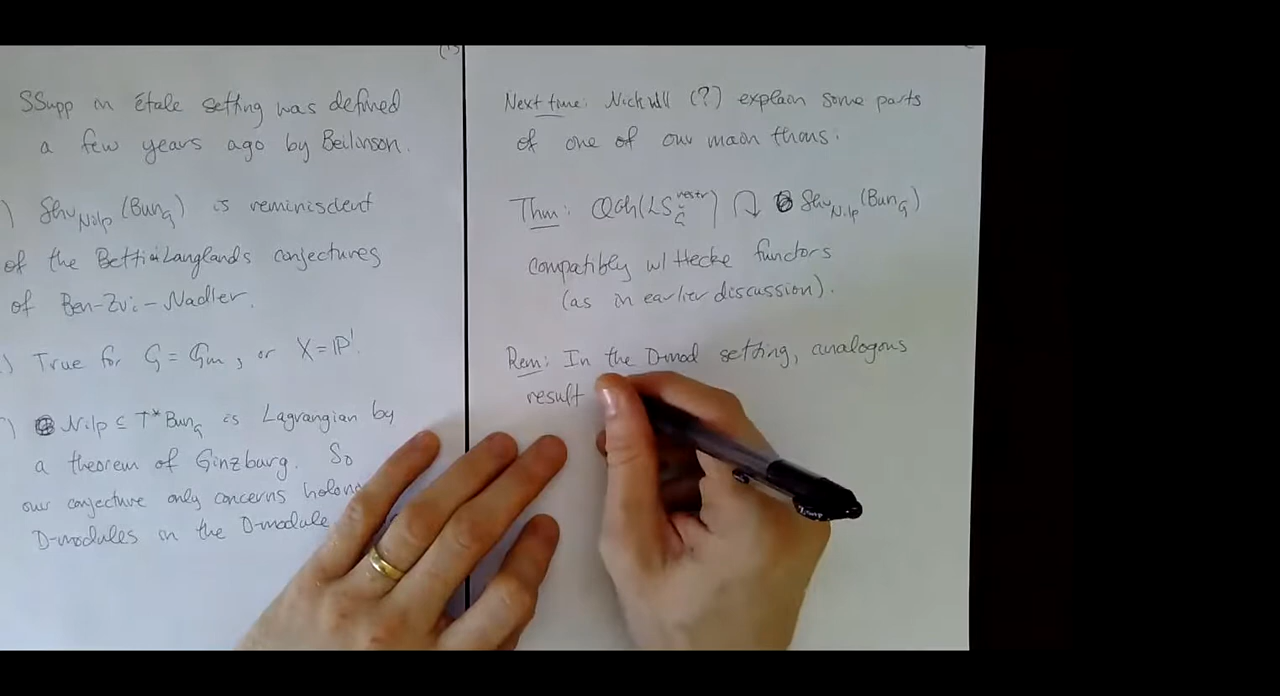 SSupp in étale setting was defined
a few years ago by Beilinson.
) Shv_Nilp (Bun_G) is reminisdent
of the Betti Langlands conjectures
of Ben-Zvi - Nadler.
) True for G = G_m, or X = P^1.
) Nilp ⊆ T*Bun_G is Lagrangian by
a theorem of Ginzburg. So
our conjecture only concerns holono
D-modules in the D-module
Next time: Nick will (?) explain some parts
of one of our main thms.
Thm: QCoh(LS_Ğ^restr) ↷ Shv_Nilp(Bun_G)
compatibly w/ Hecke functors
(as in earlier discussion).
Rem: In the D-mod setting, analogous
result